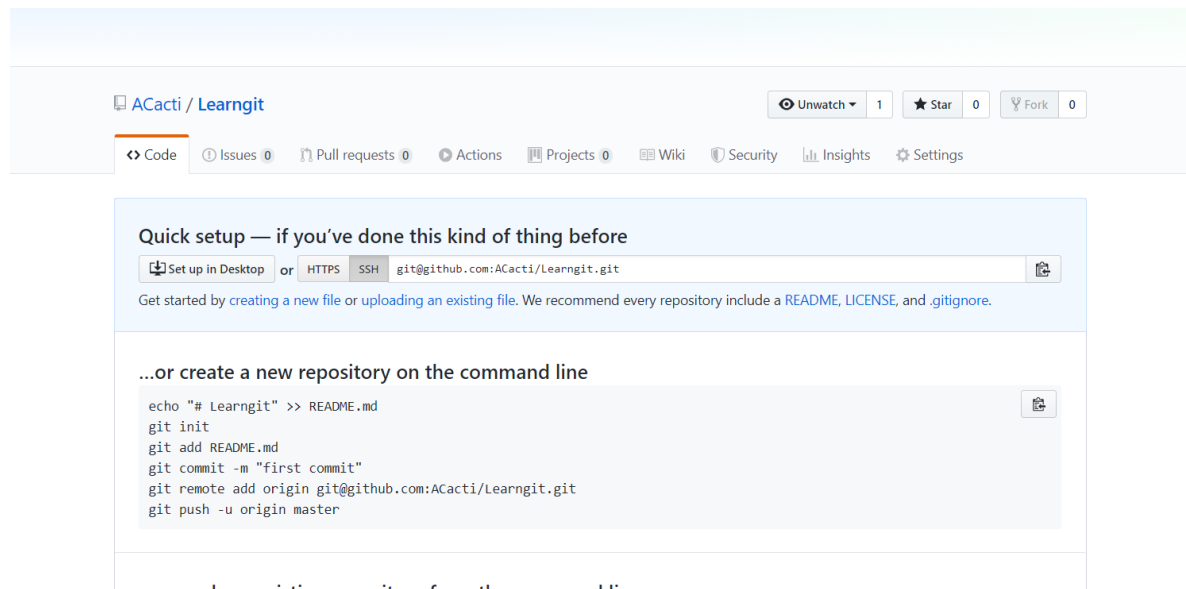 ACacti / Learngit
Unwatch 1 Star 0 Fork 0
Code Issues 0 Pull requests 0 Actions Projects 0 Wiki Security Insights Settings
Quick setup — if you’ve done this kind of thing before
Set up in Desktop or HTTPS SSH git@github.com:ACacti/Learngit.git
Get started by creating a new file or uploading an existing file. We recommend every repository include a README, LICENSE, and .gitignore.
…or create a new repository on the command line
echo "# Learngit" >> README.md
git init
git add README.md
git commit -m "first commit"
git remote add origin git@github.com:ACacti/Learngit.git
git push -u origin master